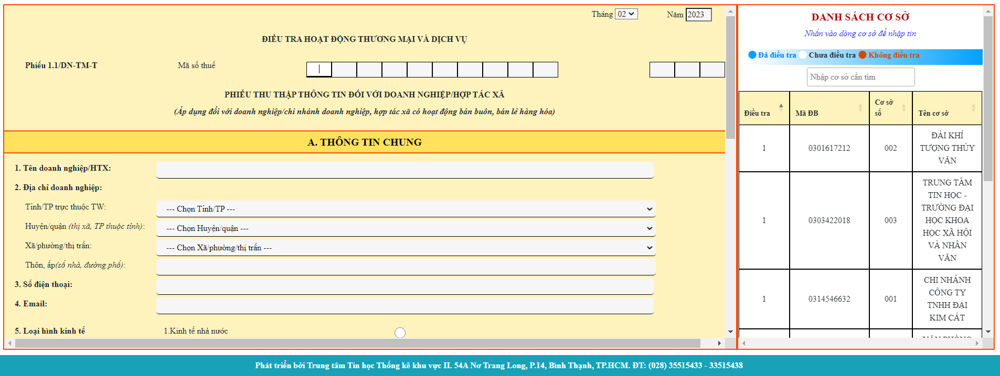 Tháng 02 Năm 2023
ĐIỀU TRA HOẠT ĐỘNG THƯƠNG MẠI VÀ DỊCH VỤ
Phiếu 1.1/DN-TM-T Mã số thuế
PHIẾU THU THẬP THÔNG TIN ĐỐI VỚI DOANH NGHIỆP/HỢP TÁC XÃ
(Áp dụng đối với doanh nghiệp/chi nhánh doanh nghiệp, hợp tác xã có hoạt động bán buôn, bán lẻ hàng hóa)
A. THÔNG TIN CHUNG
1. Tên doanh nghiệp/HTX:
2. Địa chỉ doanh nghiệp:
Tỉnh/TP trực thuộc TW: --- Chọn Tỉnh/TP ---
Huyện/quận (thị xã, TP thuộc tỉnh): --- Chọn Huyện/quận ---
Xã/phường/thị trấn: --- Chọn Xã/phường/thị trấn ---
Thôn, ấp(số nhà, đường phố):
3. Số điện thoại:
4. Email:
5. Loại hình kinh tế 1.Kinh tế nhà nước
DANH SÁCH CƠ SỞ
Nhấn vào dòng cơ sở để nhập tin
Đã điều tra Chưa điều tra Không điều tra
Nhập cơ sở cần tìm
Điều tra Mã ĐB Cơ sở số Tên cơ sở
1 0301617212 002 ĐÀI KHÍ
TƯỢNG THỦY
VĂN
1 0303422018 003 TRUNG TÂM
TIN HỌC -
TRƯỜNG ĐẠI
HỌC KHOA
HỌC XÃ HỘI
VÀ NHÂN
VĂN
1 0314546632 001 CHI NHÁNH
CÔNG TY
TNHH ĐẠI
KIM CÁT
VĂN PHÒNG
Phát triển bởi Trung tâm Tin học Thống kê khu vực II. 54A Nơ Trang Long, P.14, Bình Thạnh, TP.HCM. ĐT: (028) 35515433 - 33515438